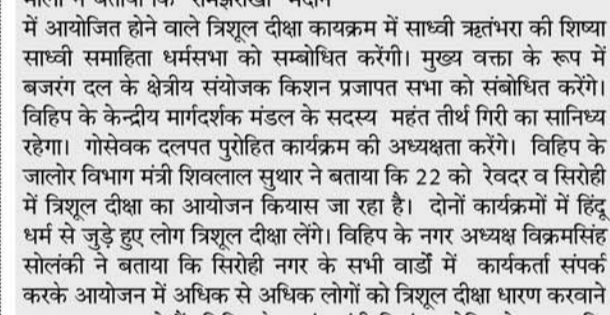 में आयोजित होने वाले त्रिशूल दीक्षा कायक्रम में साध्वी ऋतंभरा की शिष्या
साध्वी समाहिता धर्मसभा को सम्बोधित करेंगी। मुख्य वक्ता के रूप में
बजरंग दल के क्षेत्रीय संयोजक किशन प्रजापत सभा को संबोधित करेंगे।
विहिप के केन्द्रीय मार्गदर्शक मंडल के सदस्य महंत तीर्थ गिरी का सानिध्य
रहेगा। गोसेवक दलपत पुरोहित कार्यक्रम की अध्यक्षता करेंगे। विहिप के
जालोर विभाग मंत्री शिवलाल सुथार ने बताया कि 22 को रेवदर व सिरोही
में त्रिशूल दीक्षा का आयोजन कियास जा रहा है। दोनों कार्यक्रमों में हिंदू
धर्म से जुड़े हुए लोग त्रिशूल दीक्षा लेंगे। विहिप के नगर अध्यक्ष विक्रमसिंह
सोलंकी ने बताया कि सिरोही नगर के सभी वार्डों में कार्यकर्ता संपर्क
करके आयोजन में अधिक से अधिक लोगों को त्रिशूल दीक्षा धारण करवाने